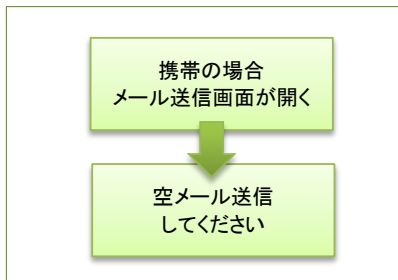 携帯の場合
メール送信画面が開く
空メール送信
してください